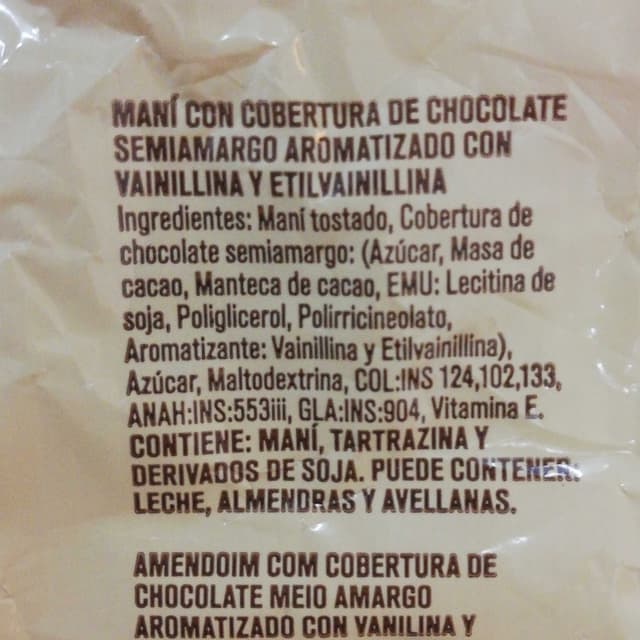 MANÍ CON COBERTURA DE CHOCOLATE
SEMIAMARGO AROMATIZADO CON
VAINILLINA Y ETILVAINILLINA
Ingredientes: Maní tostado, Cobertura de
chocolate semiamargo: (Azúcar, Masa de
cacao, Manteca de cacao, EMU: Lecitina de
soja, Poliglicerol, Polirricineolato,
Aromatizante: Vainillina y Etilvainillina),
Azúcar, Maltodextrina, COL:INS 124,102,133,
ANAH:INS:553iii, GLA:INS:904, Vitamina E.
CONTIENE: MANÍ, TARTRAZINA Y
DERIVADOS DE SOJA. PUEDE CONTENER:
LECHE, ALMENDRAS Y AVELLANAS.
AMENDOIM COM COBERTURA DE
CHOCOLATE MEIO AMARGO
AROMATIZADO CON VANILINA Y